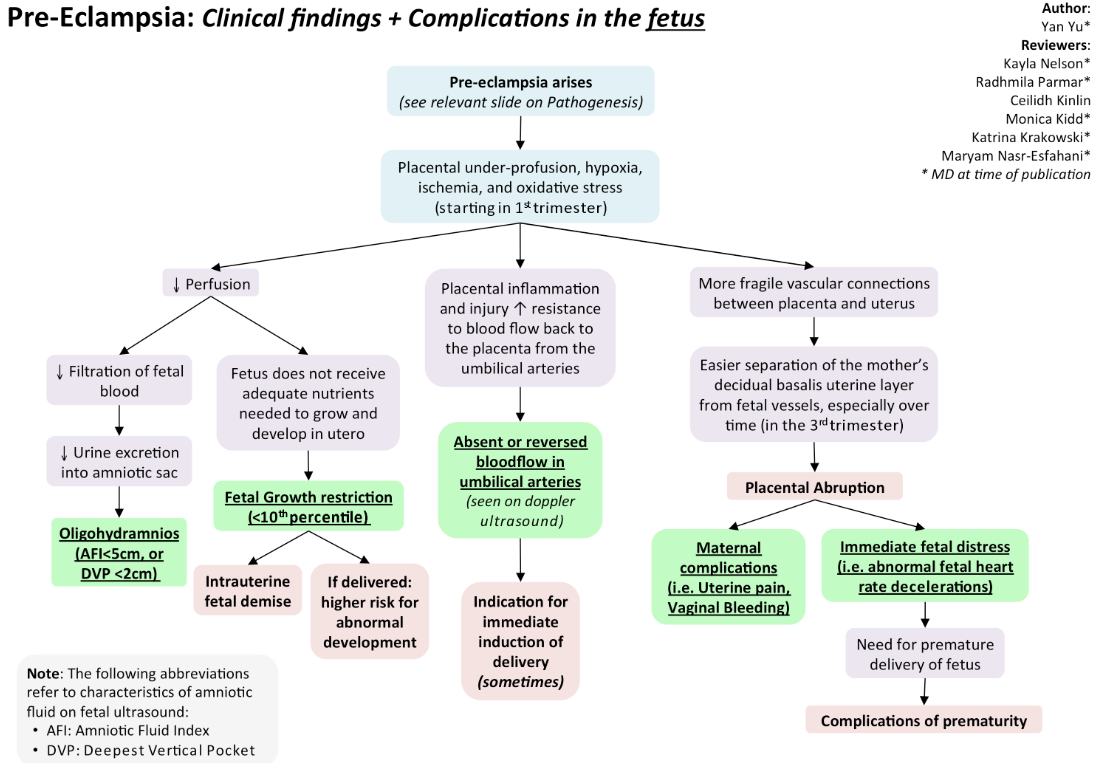 Pre-Eclampsia: Clinical findings + Complications in the fetus
Author:
Yan Yu*
Reviewers:
Kayla Nelson*
Radhmila Parmar*
Ceilidh Kinlin
Monica Kidd*
Katrina Krakowski*
Maryam Nasr-Esfahani*
* MD at time of publication
Pre-eclampsia arises
(see relevant slide on Pathogenesis)
Placental under-profusion, hypoxia,
ischemia, and oxidative stress
(starting in 1st trimester)
↓ Perfusion
↓ Filtration of fetal
blood
↓ Urine excretion
into amniotic sac
Oligohydramnios
(AFI<5cm, or
DVP <2cm)
Fetus does not receive
adequate nutrients
needed to grow and
develop in utero
Fetal Growth restriction
(<10th percentile)
Intrauterine
fetal demise
If delivered:
higher risk for
abnormal
development
Placental inflammation
and injury ↑ resistance
to blood flow back to
the placenta from the
umbilical arteries
Absent or reversed
bloodflow in
umbilical arteries
(seen on doppler
ultrasound)
Indication for
immediate
induction of
delivery
(sometimes)
More fragile vascular connections
between placenta and uterus
Easier separation of the mother's
decidual basalis uterine layer
from fetal vessels, especially over
time (in the 3rd trimester)
Placental Abruption
Maternal
complications
(i.e. Uterine pain,
Vaginal Bleeding)
Immediate fetal distress
(i.e. abnormal fetal heart
rate decelerations)
Need for premature
delivery of fetus
Complications of prematurity
Note: The following abbreviations
refer to characteristics of amniotic
fluid on fetal ultrasound:
• AFI: Amniotic Fluid Index
• DVP: Deepest Vertical Pocket